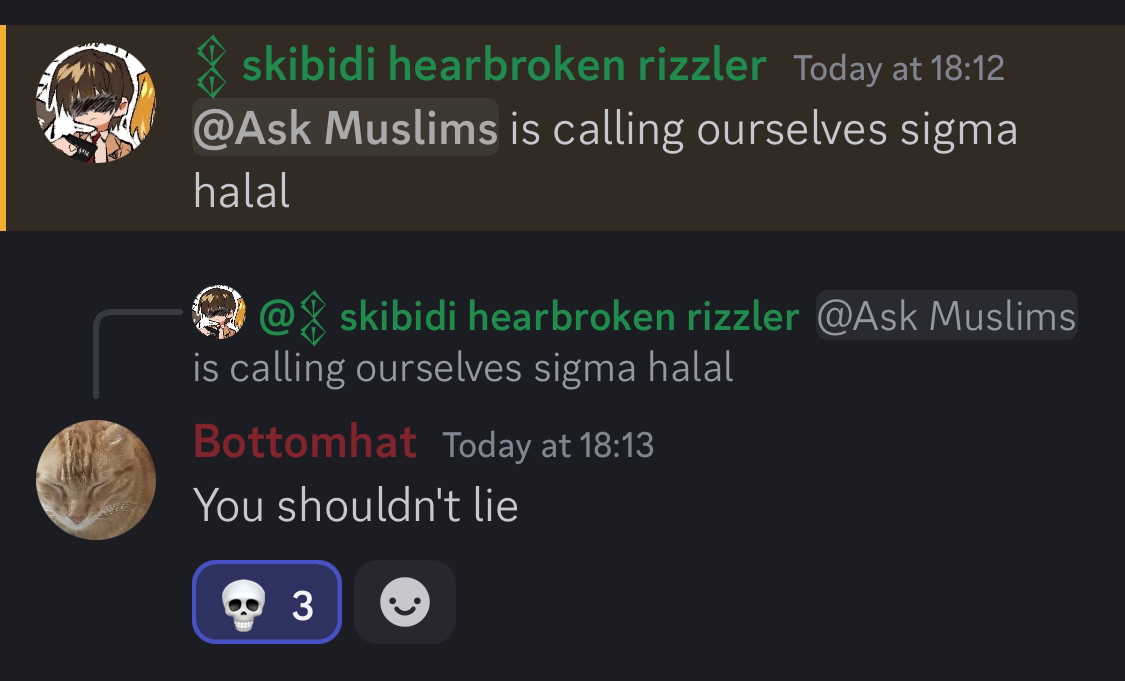 skibidi hearbroken rizzler Today at 18:12
@Ask Muslims is calling ourselves sigma
halal
@ skibidi hearbroken rizzler @Ask Muslims
is calling ourselves sigma halal
Bottomhat Today at 18:13
You shouldn't lie
3